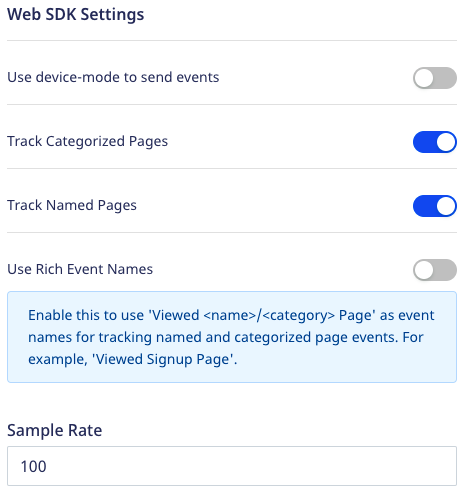 Web SDK Settings
Use device-mode to send events
Track Categorized Pages
Track Named Pages
Use Rich Event Names
Enable this to use 'Viewed <name>/<category> Page' as event
names for tracking named and categorized page events. For
example, 'Viewed Signup Page'.
Sample Rate
100